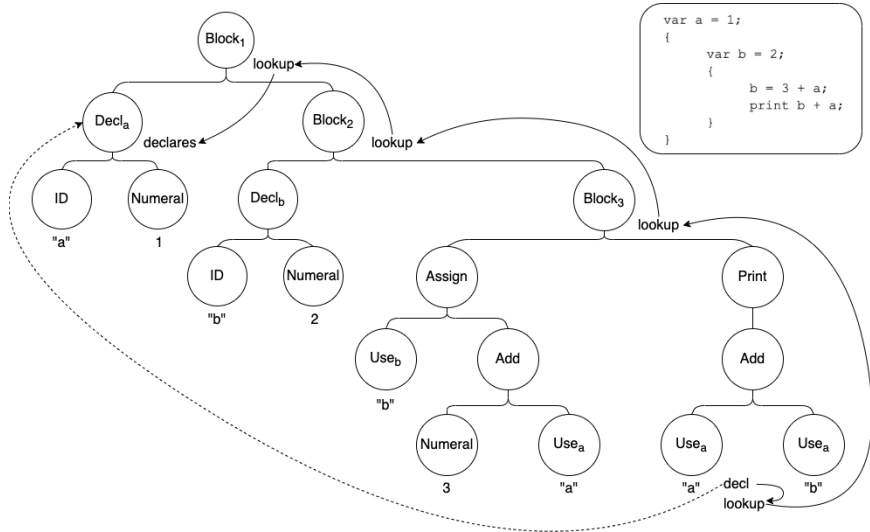 var a = 1;
{
var b = 2;
{
b = 3 + a;
print b + a;
}
}
Block1
lookup
Decla
declares
Block2
lookup
ID
Numeral
"a"
1
Declb
Block3
lookup
ID
Numeral
"b"
2
Assign
Print
Useb
"b"
Add
Add
Numeral
3
Usea
"a"
Usea
"a"
Usea
"b"
decl
lookup